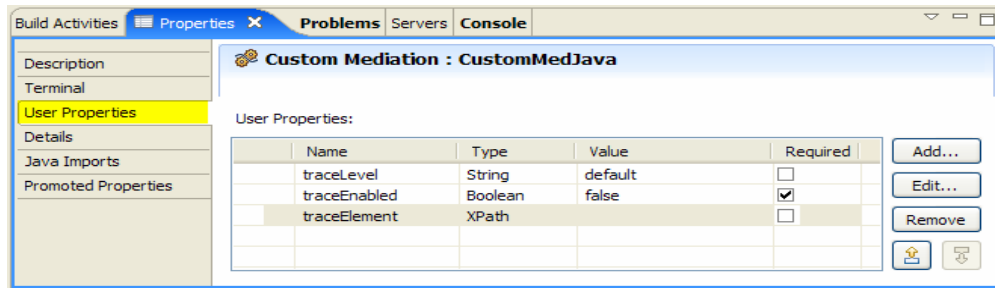 Build Activities Properties Problems Servers Console
Description
Terminal
User Properties
Details
Java Imports
Promoted Properties
Custom Mediation : CustomMedJava
User Properties:
Name Type Value Required
traceLevel String default
traceEnabled Boolean false
traceElement XPath
Add...
Edit...
Remove